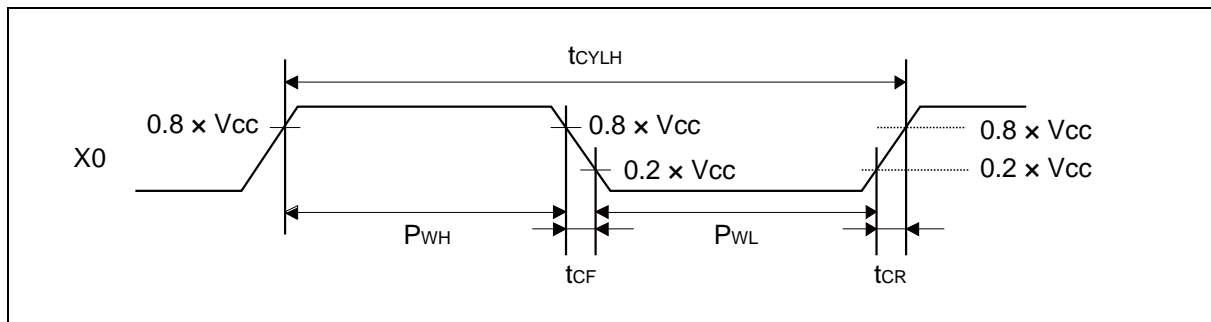 tCYLH
0.8 × Vcc
0.8 × Vcc
0.8 × Vcc
X0
0.2 × Vcc
0.2 × Vcc
PWH
PWL
tCF
tCR